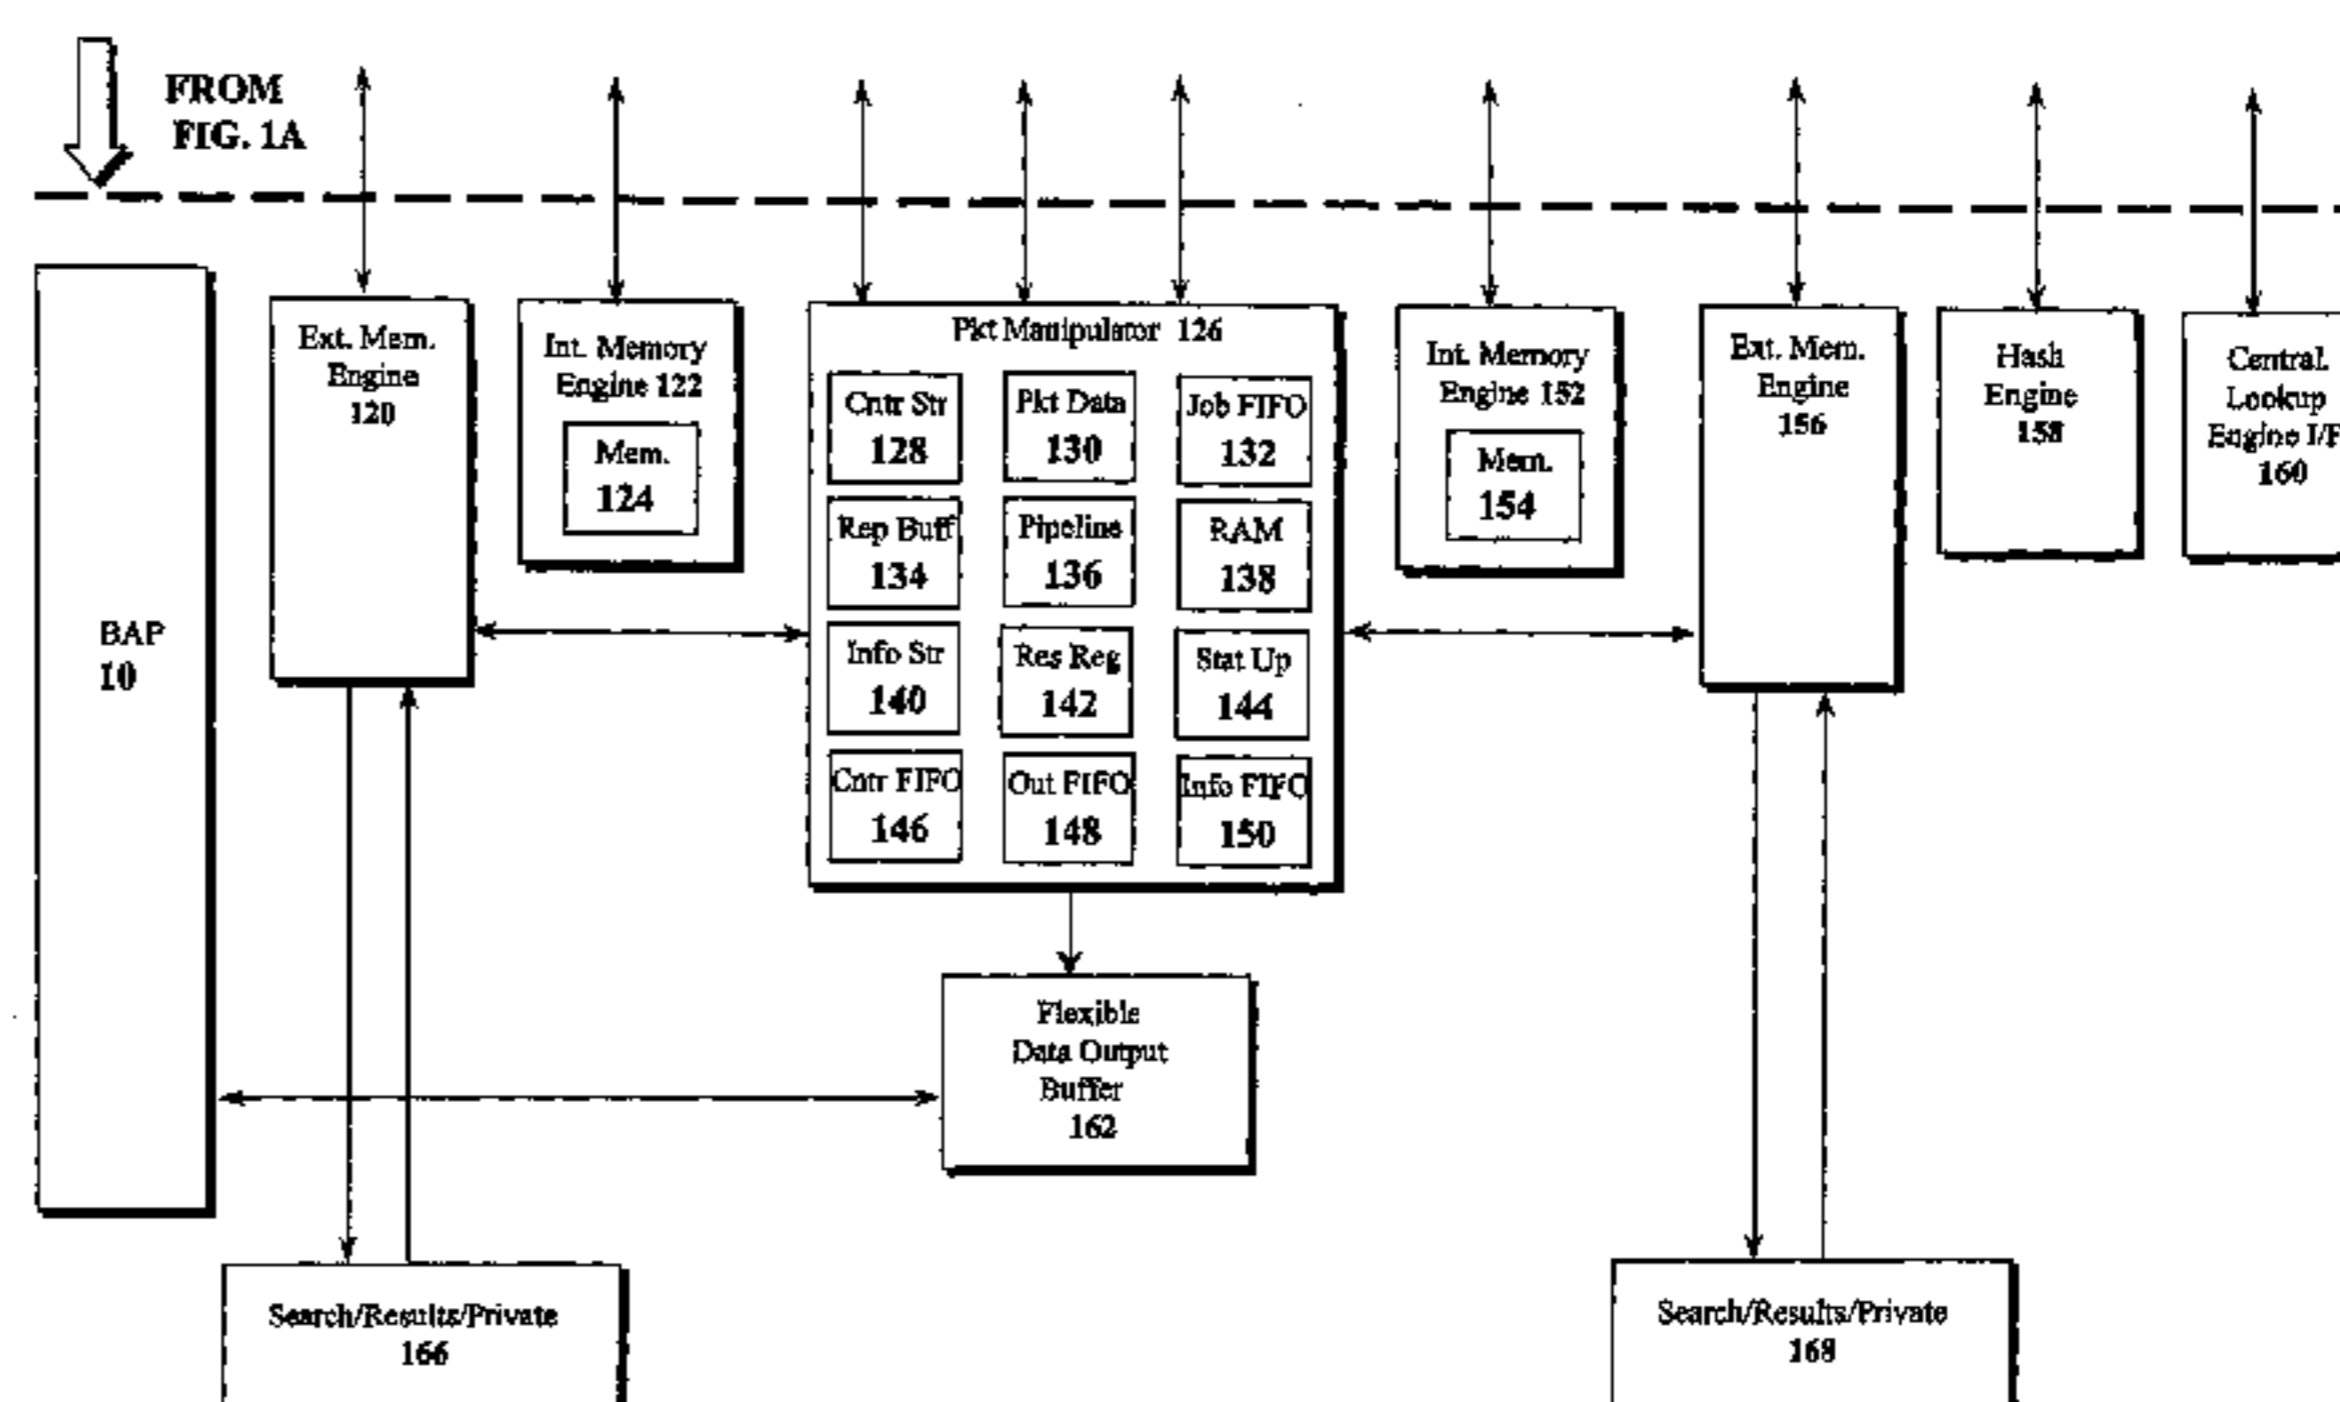 FROM
FIG. 1A
BAP
10
Ext. Mem.
Engine
120
Int. Memory
Engine 122
Mem.
124
Pkt Manipulator 126
Cntr Str
128
Pkt Data
130
Job FIFO
132
Rep Buff
134
Pipeline
136
RAM
138
Info Str
140
Res Reg
142
Stat Up
144
Cntr FIFO
146
Out FIFO
148
Info FIFO
150
Int. Memory
Engine 152
Mem.
154
Ext. Mem.
Engine
156
Hash
Engine
158
Central.
Lookup
Engine I/F
160
Flexible
Data Output
Buffer
162
Search/Results/Private
166
Search/Results/Private
168